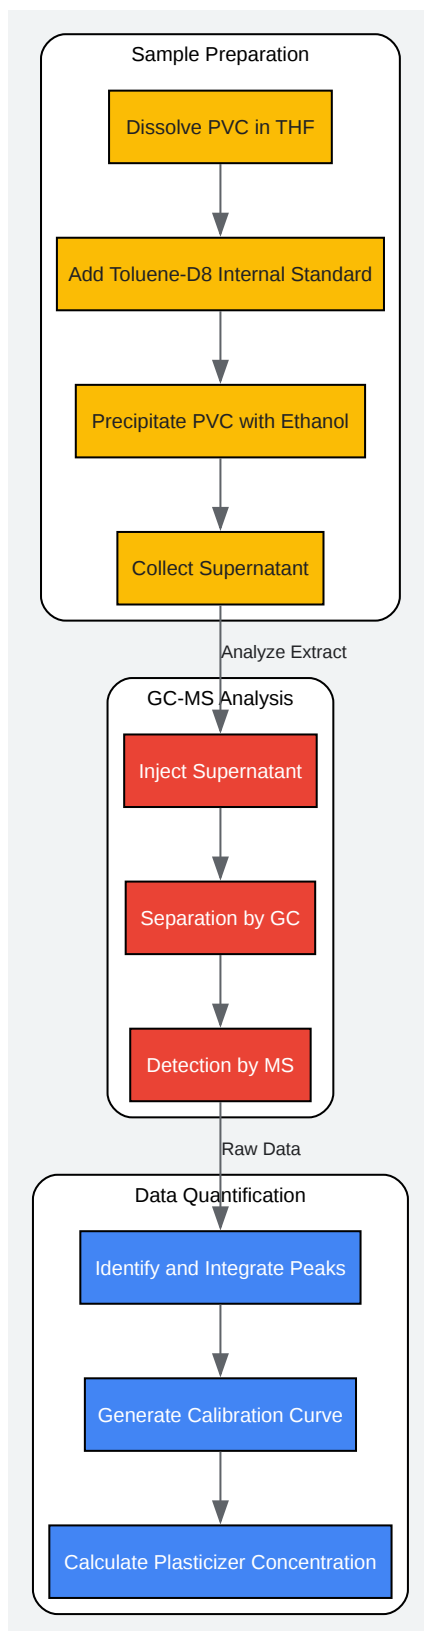 Sample Preparation
Dissolve PVC in THF
Add Toluene-D8 Internal Standard
Precipitate PVC with Ethanol
Collect Supernatant
Analyze Extract
GC-MS Analysis
Inject Supernatant
Separation by GC
Detection by MS
Raw Data
Data Quantification
Identify and Integrate Peaks
Generate Calibration Curve
Calculate Plasticizer Concentration